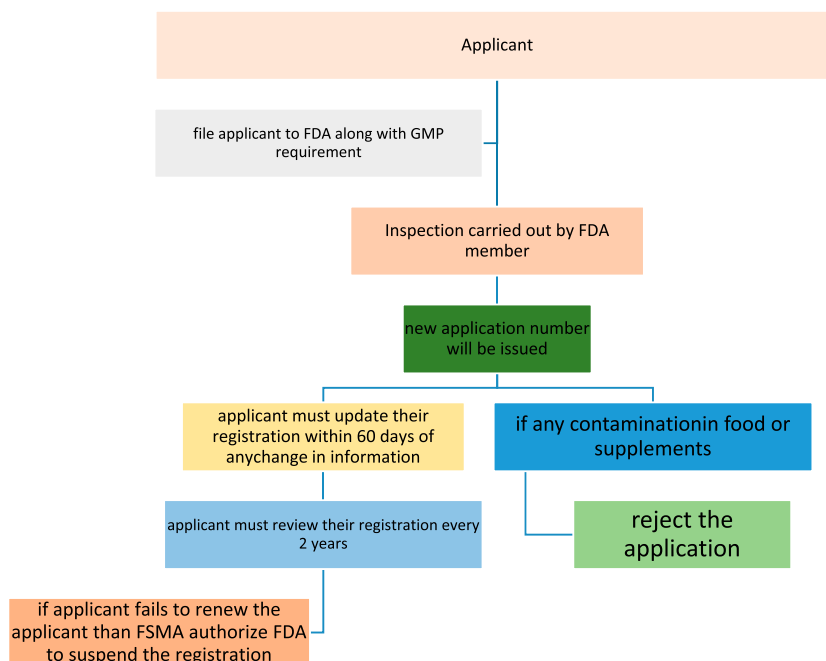 Applicant
file applicant to FDA along with GMP
requirement
Inspection carried out by FDA
member
new application number
will be issued
applicant must update their
registration within 60 days of
anychange in information
if any contaminationin food or
supplements
applicant must review their registration every
2 years
reject the
application
if applicant fails to renew the
applicant than FSMA authorize FDA
to suspend the registration